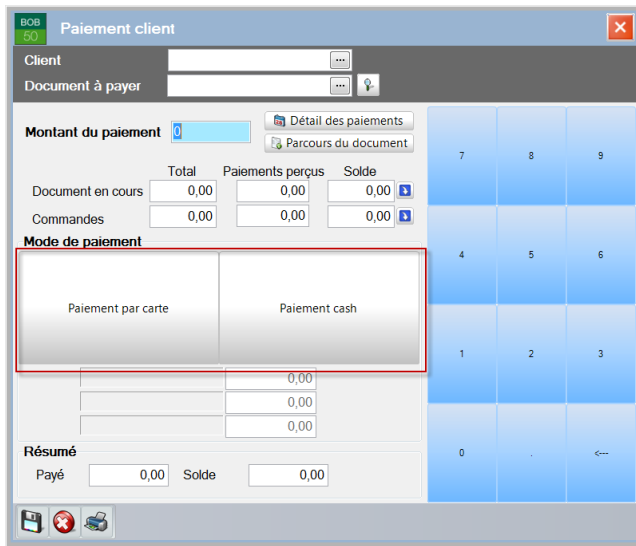 BOB
50
Paiement client
Client
...
Document à payer
...
Montant du paiement 0
Détail des paiements
Parcours du document
Total Paiements perçus Solde
Document en cours 0,00 0,00 0,00
Commandes 0,00 0,00 0,00
Mode de paiement
Paiement par carte Paiement cash
0,00
0,00
0,00
Résumé
Payé 0,00 Solde 0,00
7 8 9
4 5 6
1 2 3
0 . <---